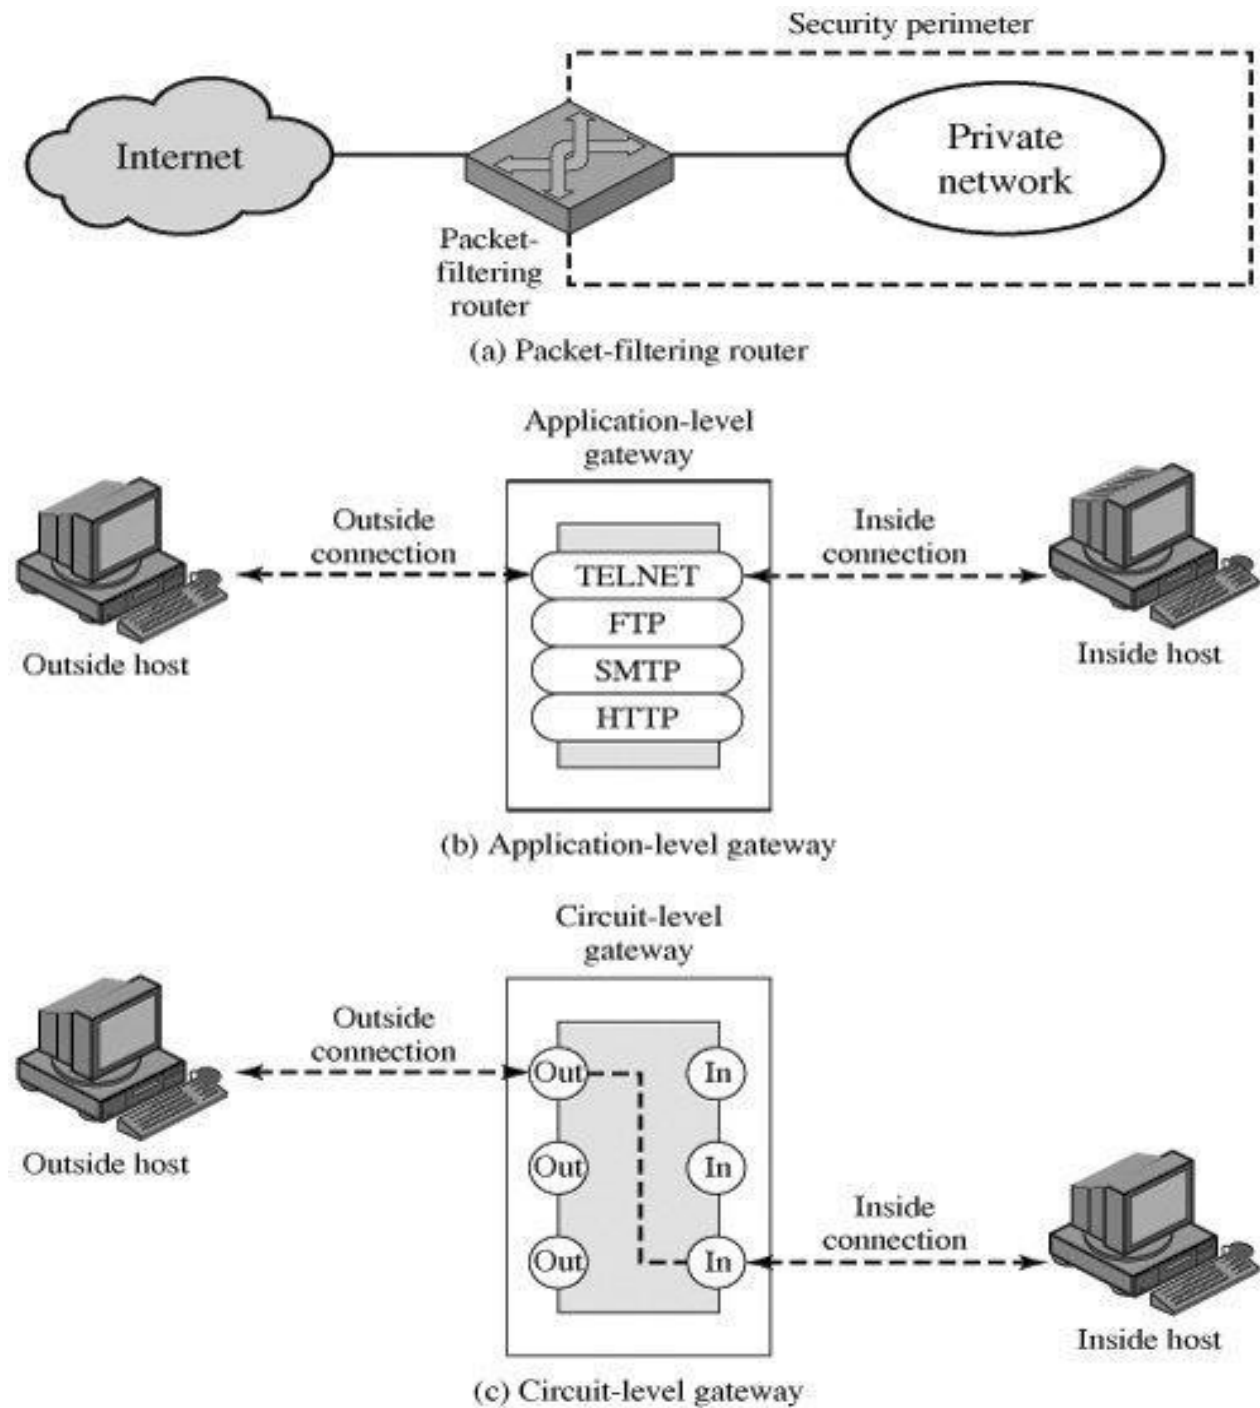 Security perimeter
Internet
Private
network
Packet-
filtering
router
(a) Packet-filtering router
Application-level
gateway
Outside
connection
Inside
connection
TELNET
FTP
SMTP
HTTP
Outside host
Inside host
(b) Application-level gateway
Circuit-level
gateway
Outside
connection
Out
In
Out
In
Out
In
Inside
connection
Outside host
Inside host
(c) Circuit-level gateway